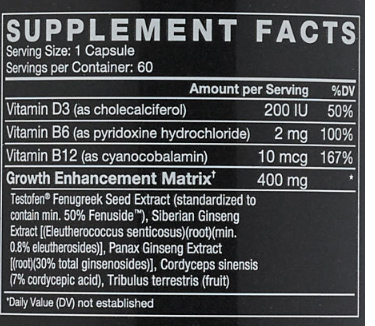 SUPPLEMENT FACTS
Serving Size: 1 Capsule
Servings per Container: 60
Amount per Serving %DV
Vitamin D3 (as cholecalciferol) 200 IU 50%
Vitamin B6 (as pyridoxine hydrochloride) 2 mg 100%
Vitamin B12 (as cyanocobalamin) 10 mcg 167%
Growth Enhancement Matrix† 400 mg *
Testofen® Fenugreek Seed Extract (standardized to
contain min. 50% Fenuside™), Siberian Ginseng
Extract [(Eleutherococcus senticosus)(root)(min.
0.8% eleutherosides)], Panax Ginseng Extract
[(root)(30% total ginsenosides)], Cordyceps sinensis
(7% cordycepic acid), Tribulus terrestris (fruit)
*Daily Value (DV) not established